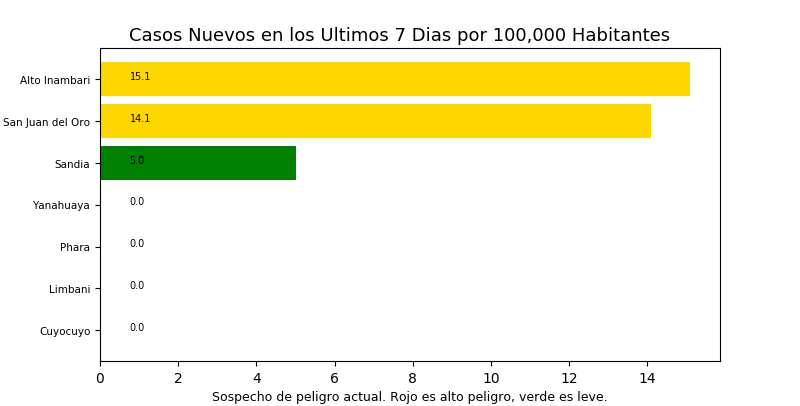 Casos Nuevos en los Ultimos 7 Dias por 100,000 Habitantes
Alto Inambari 15.1
San Juan del Oro 14.1
Sandia 5.0
Yanahuaya 0.0
Phara 0.0
Limbani 0.0
Cuyocuyo 0.0
0 2 4 6 8 10 12 14
Sospecho de peligro actual. Rojo es alto peligro, verde es leve.